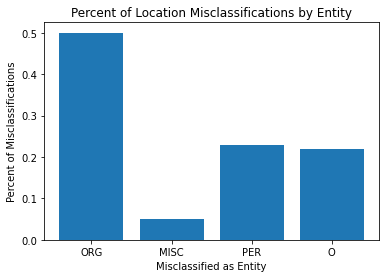 Percent of Location Misclassifications by Entity
Percent of Misclassifications
0.5
0.4
0.3
0.2
0.1
0.0
ORG MISC PER O
Misclassified as Entity